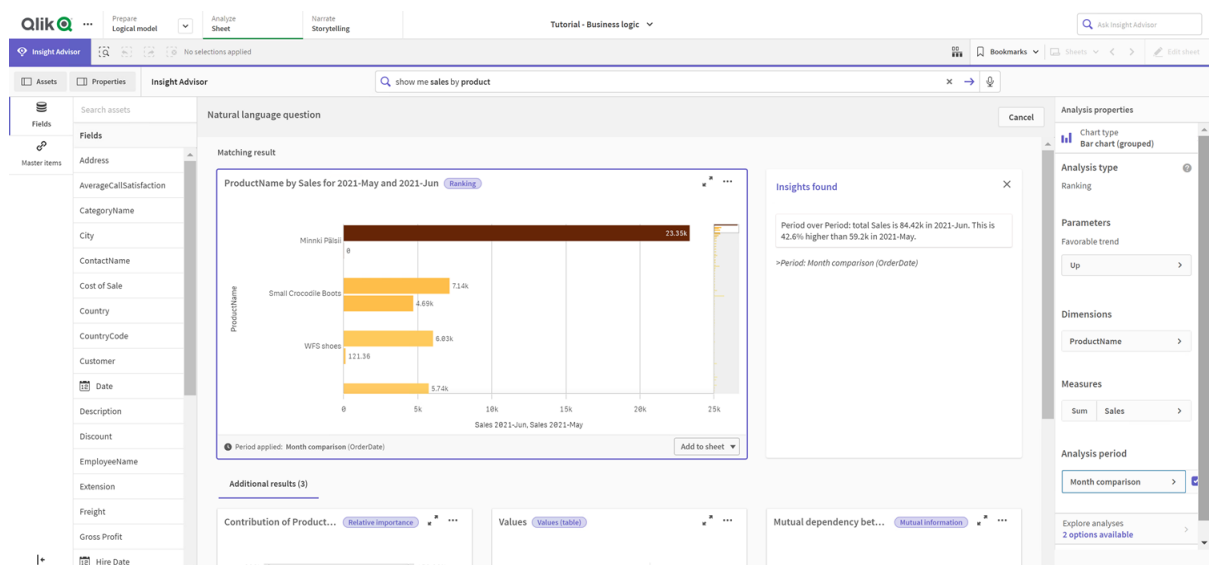 Qlik
...
Prepare
Logical model
Analyze
Sheet
Narrate
Storytelling
Tutorial - Business logic
Ask Insight Advisor
Insight Advisor
No selections applied
Bookmarks
Sheets
Edit sheet
Assets
Properties
Insight Advisor
show me sales by product
Fields
Master items
Search assets
Fields
Address
AverageCallSatisfaction
CategoryName
City
ContactName
Cost of Sale
Country
CountryCode
Customer
Date
Description
Discount
EmployeeName
Extension
Freight
Gross Profit
Hire Date
Natural language question
Cancel
Matching result
ProductName by Sales for 2021-May and 2021-Jun Ranking
ProductName
Minnki Pälsii
23.35k
0
Small Crocodile Boots
7.14k
4.69k
WFS shoes
6.03k
121.36
5.74k
0 5k 10k 15k 20k 25k
Sales 2021-Jun, Sales 2021-May
Period applied: Month comparison (OrderDate)
Add to sheet
Insights found
Period over Period: total Sales is 84.42k in 2021-Jun. This is
42.6% higher than 59.2k in 2021-May.
>Period: Month comparison (OrderDate)
Additional results (3)
Contribution of Product... Relative importance
Values Values (table)
Mutual dependency bet... Mutual information
Analysis properties
Chart type
Bar chart (grouped)
Analysis type
Ranking
Parameters
Favorable trend
Up
Dimensions
ProductName
Measures
Sum Sales
Analysis period
Month comparison
Explore analyses
2 options available